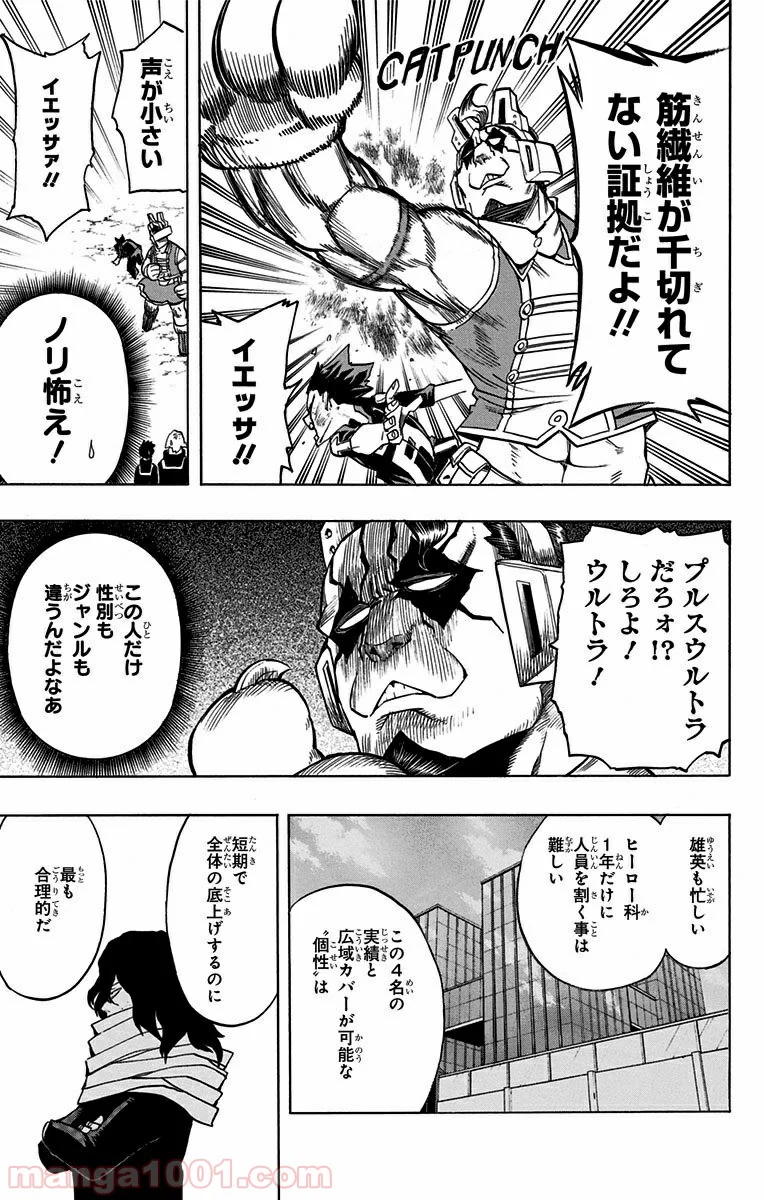 筋繊維が千切れて
ない証拠だよ!!
CATPUNCH
イエッサ!!
声が小さい
イエッサァ!!
ノリ怖え!
プルスウルトラ
だろォ!?
しろよ!
ウルトラ!
この人だけ
性別も
ジャンルも
違うんだよなあ
雄英も忙しい
ヒーロー科
1年だけに
人員を割く事は
難しい
この4名の
実績と
広域カバーが可能な
“個性”は
短期で
全体の底上げするのに
最も
合理的だ
manga1001.com